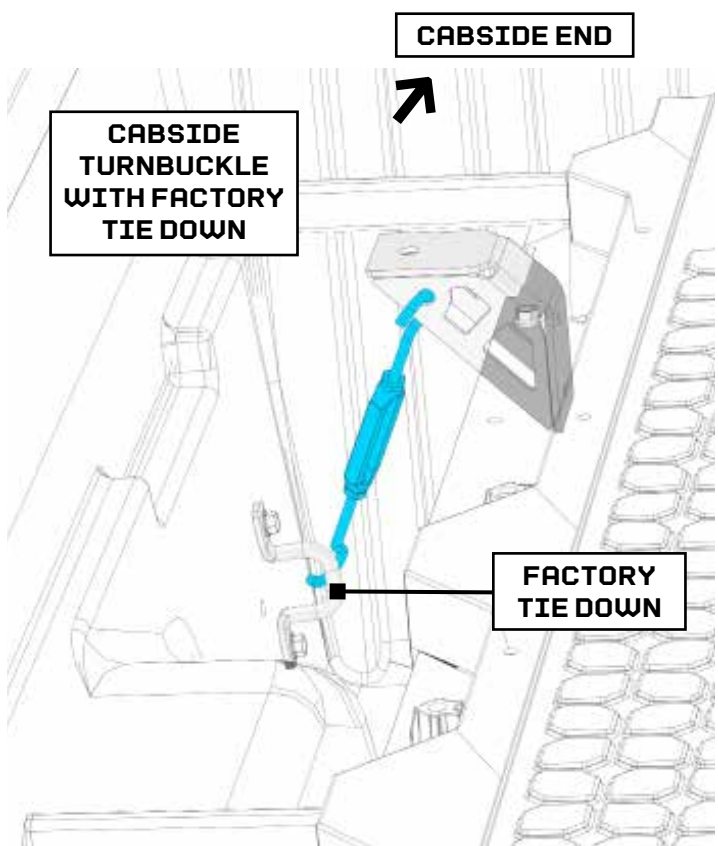 CABSIDE END
CABSIDE
TURNBUCKLE
WITH FACTORY
TIE DOWN
FACTORY
TIE DOWN